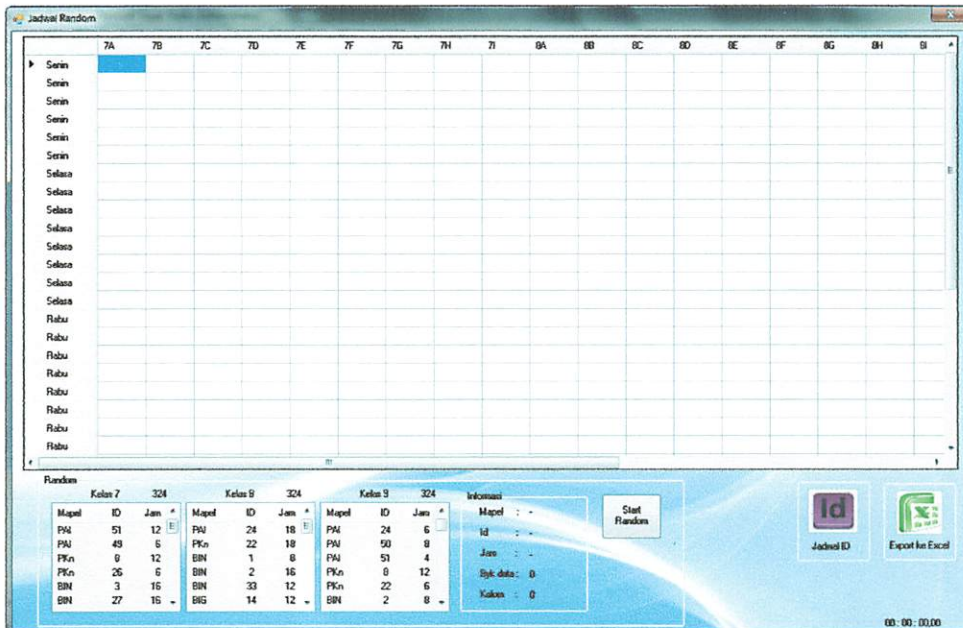 Jadwal Random
7A 7B 7C 7D 7E 7F 7G 7H 7I 8A 8B 8C 8D 8E 8F 8G 8H 8I
Senin
Senin
Senin
Senin
Senin
Senin
Selasa
Selasa
Selasa
Selasa
Selasa
Selasa
Selasa
Selasa
Rabu
Rabu
Rabu
Rabu
Rabu
Rabu
Rabu
Rabu
Random
Kelas 7 324 Kelas 8 324 Kelas 9 324 Informasi
Mapel ID Jam Mapel ID Jam Mapel ID Jam Mapel : -
PAI 51 12 PAI 24 18 PAI 24 6
PAI 49 6 PKn 22 18 PAI 50 8 Id : -
PKn 8 12 BIN 1 8 PAI 51 4 Jam : -
PKn 26 6 BIN 2 16 PKn 8 12 Byk data : 0
BIN 3 16 BIN 33 12 PKn 22 6 Kolom : 0
BIN 27 16 BIG 14 12 BIN 2 8
Start Random
Id
Jadwal ID
Export ke Excel
00 : 00 : 00,00